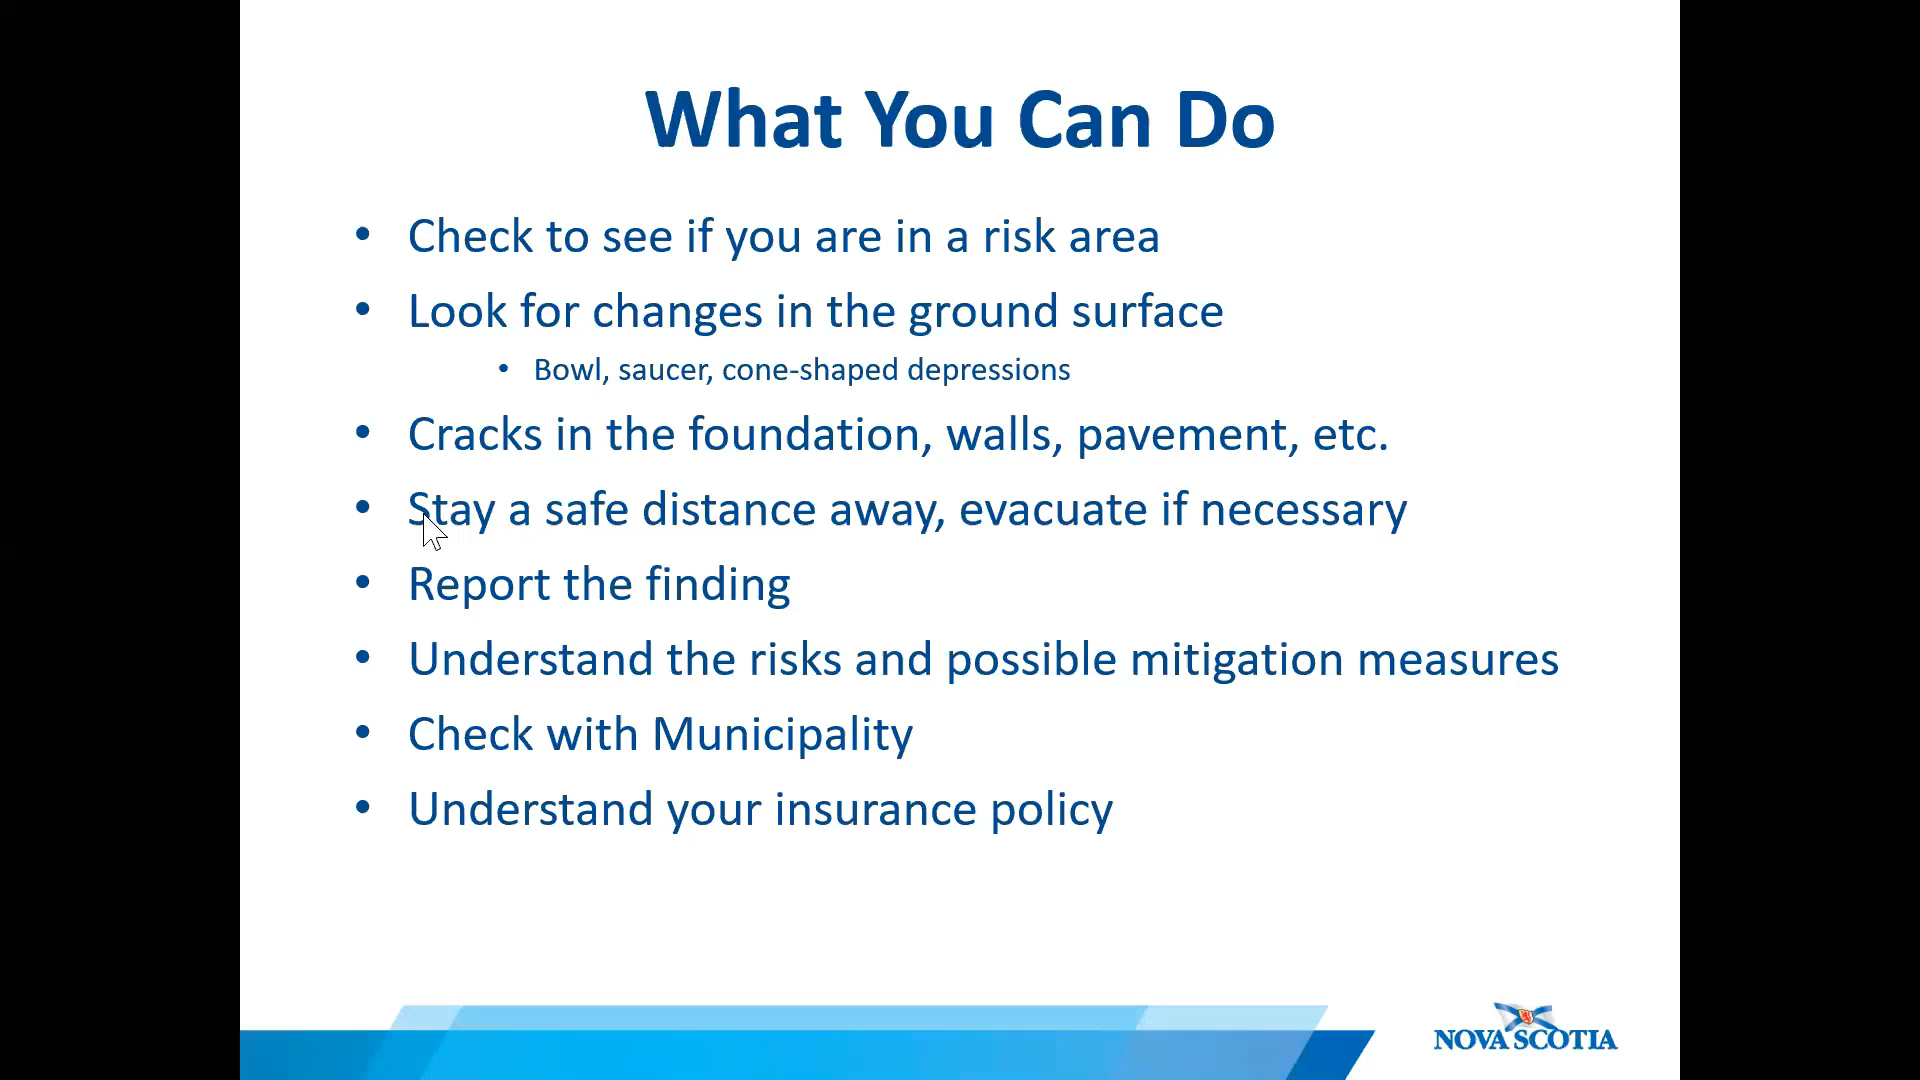 What You Can Do
• Check to see if you are in a risk area
• Look for changes in the ground surface
• Bowl, saucer, cone-shaped depressions
• Cracks in the foundation, walls, pavement, etc.
• Stay a safe distance away, evacuate if necessary
• Report the finding
• Understand the risks and possible mitigation measures
• Check with Municipality
• Understand your insurance policy
NOVA SCOTIA